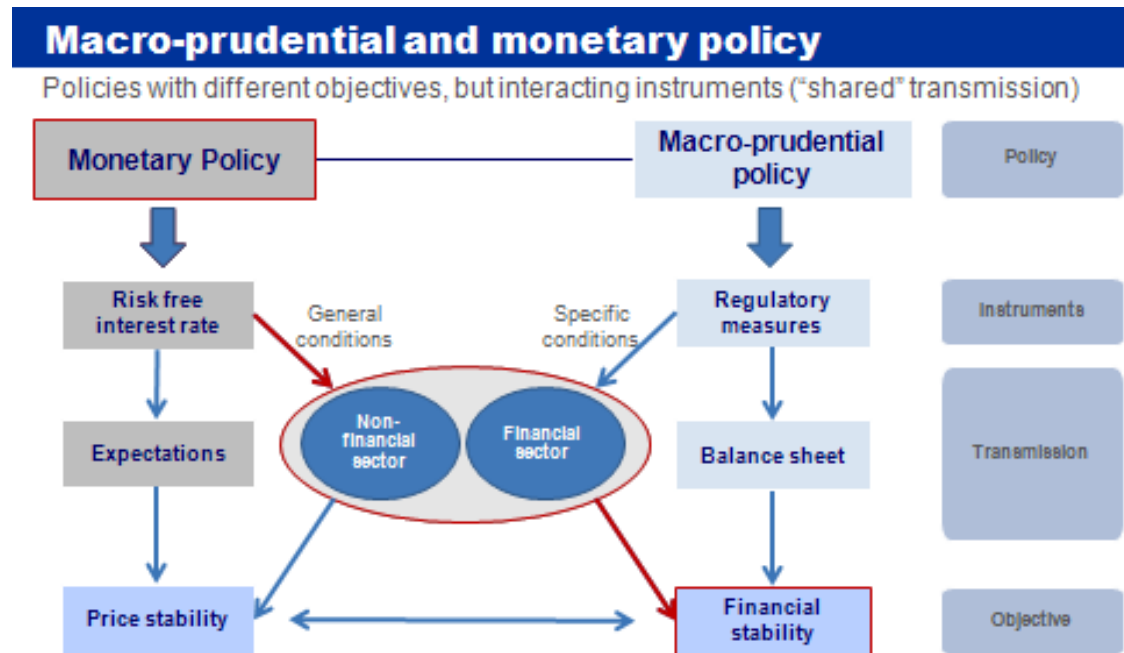 Macro-prudential and monetary policy
Policies with different objectives, but interacting instruments (“shared” transmission)
Monetary Policy
Macro-prudential
policy
Policy
Risk free
interest rate
General
conditions
Specific
conditions
Regulatory
measures
Instruments
Non-
financial
sector
Financial
sector
Expectations
Balance sheet
Transmission
Price stability
Financial
stability
Objective